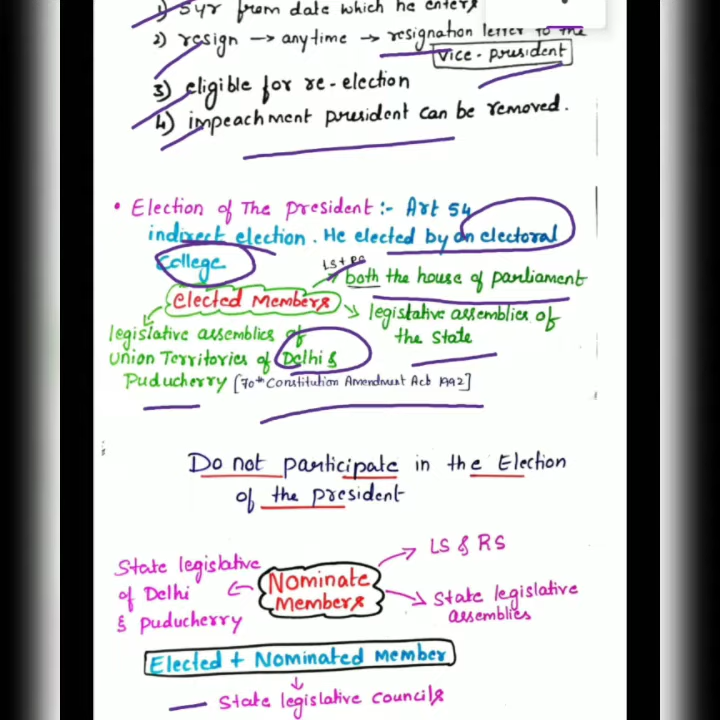 1) 5yr from date which he enters
2) resign → anytime → resignation letter to the
Vice-president
3) eligible for re-election
4) impeachment president can be removed.
• Election of The president :- Art 54
indirect election. He elected by an electoral
College
LS+RS
both the house of parliament
Elected Members
legislative assemblies of
the State
legislative assemblies of
Union Territories of Delhi &
Puducherry [70th Constitution Amendment Act 1992]
Do not participate in the Election
of the president
LS & RS
State legislative
of Delhi
& puducherry
Nominate
Members
State legislative
assemblies
Elected + Nominated member
State legislative councils